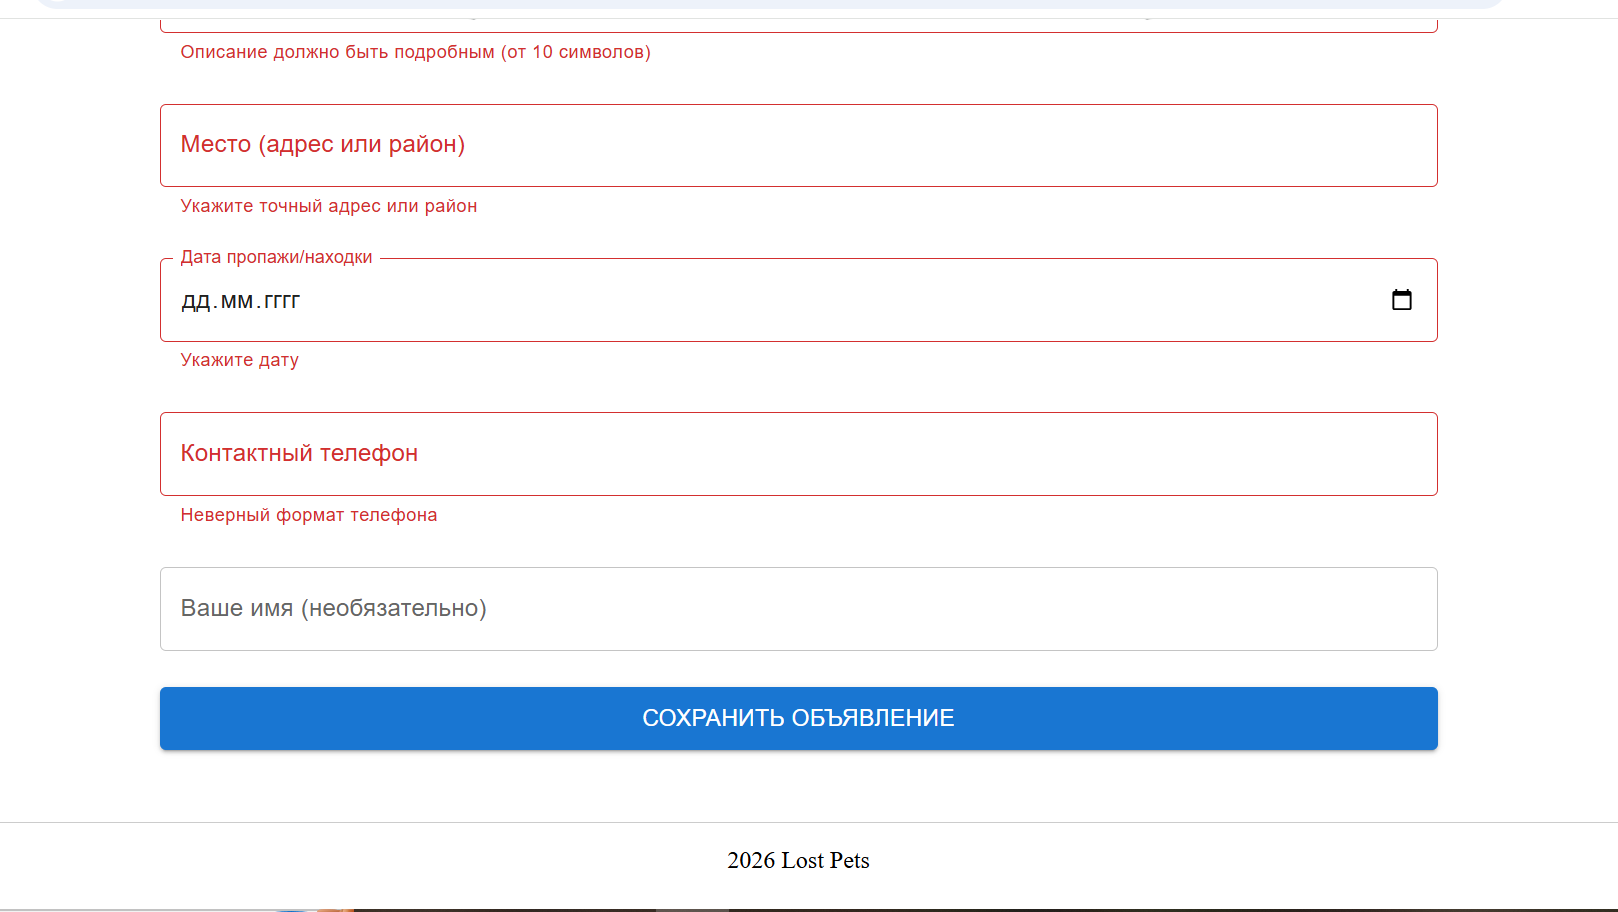 Описание должно быть подробным (от 10 символов)
Место (адрес или район)
Укажите точный адрес или район
Дата пропажи/находки
дд.мм.гггг
Укажите дату
Контактный телефон
Неверный формат телефона
Ваше имя (необязательно)
СОХРАНИТЬ ОБЪЯВЛЕНИЕ
2026 Lost Pets